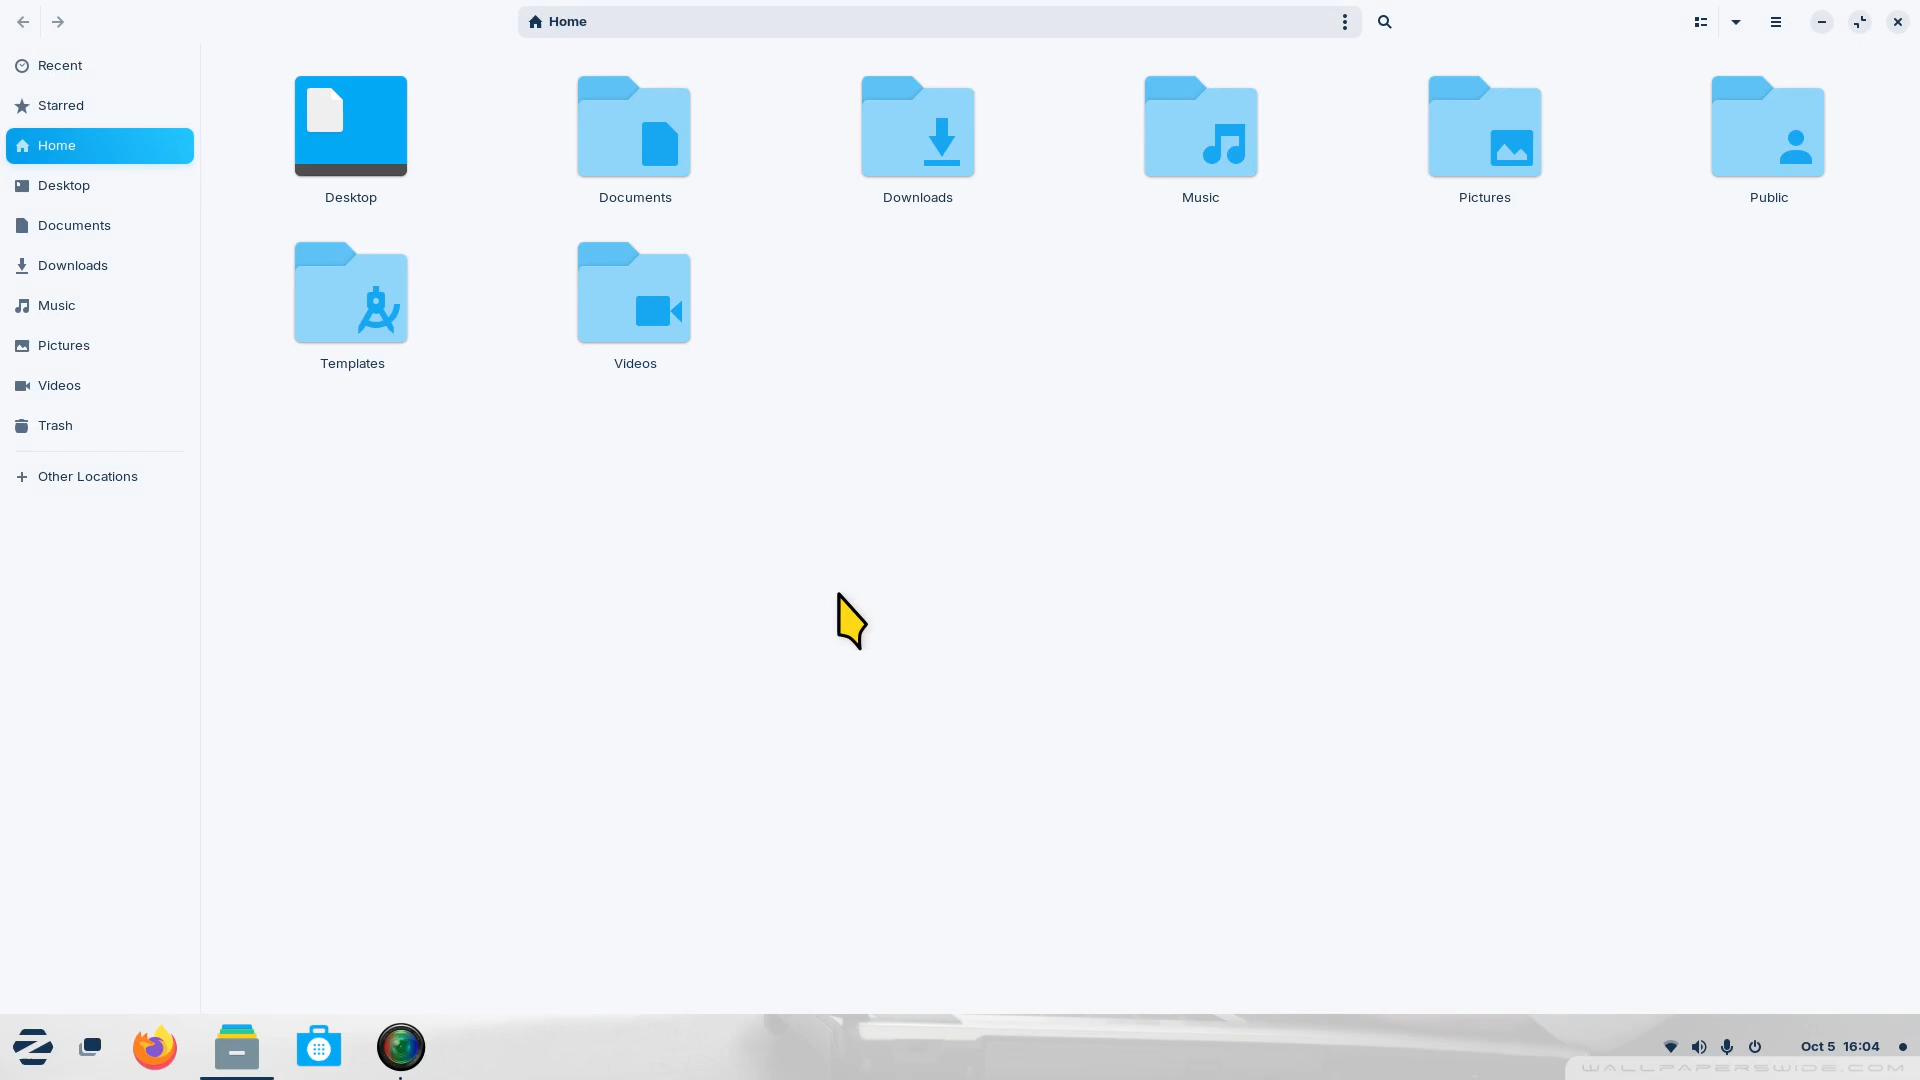 Home
Recent
Starred
Home
Desktop
Documents
Downloads
Music
Pictures
Videos
Trash
Other Locations
Desktop
Documents
Downloads
Music
Pictures
Public
Templates
Videos
Oct 5 16:04
WALLPAPERSWIDE.COM